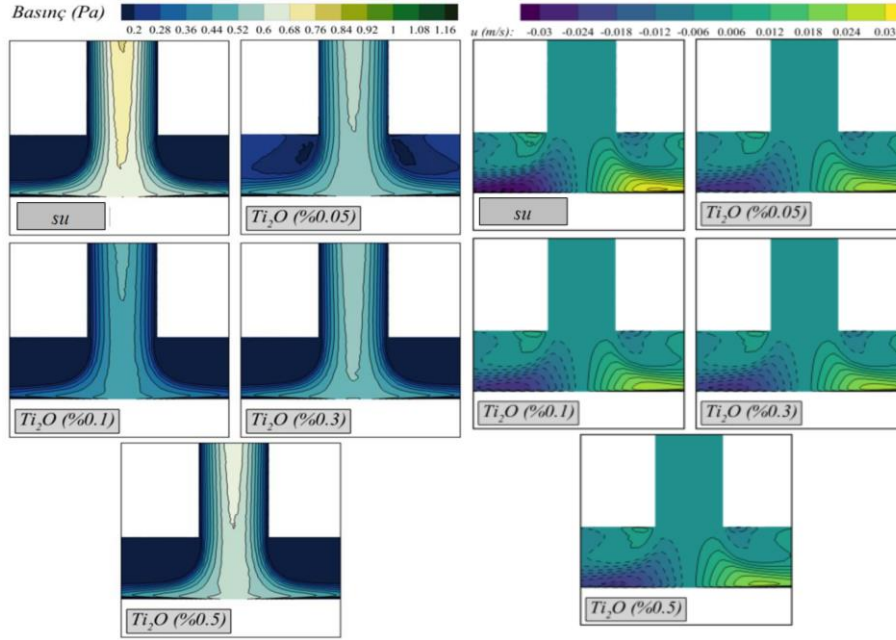 Basınç (Pa)
0.2 0.28 0.36 0.44 0.52 0.6 0.68 0.76 0.84 0.92 1 1.08 1.16
u (m/s): -0.03 -0.024 -0.018 -0.012 -0.006 0.006 0.012 0.018 0.024 0.03
su
Ti₂O (%0.05)
su
Ti₂O (%0.05)
Ti₂O (%0.1)
Ti₂O (%0.3)
Ti₂O (%0.1)
Ti₂O (%0.3)
Ti₂O (%0.5)
Ti₂O (%0.5)